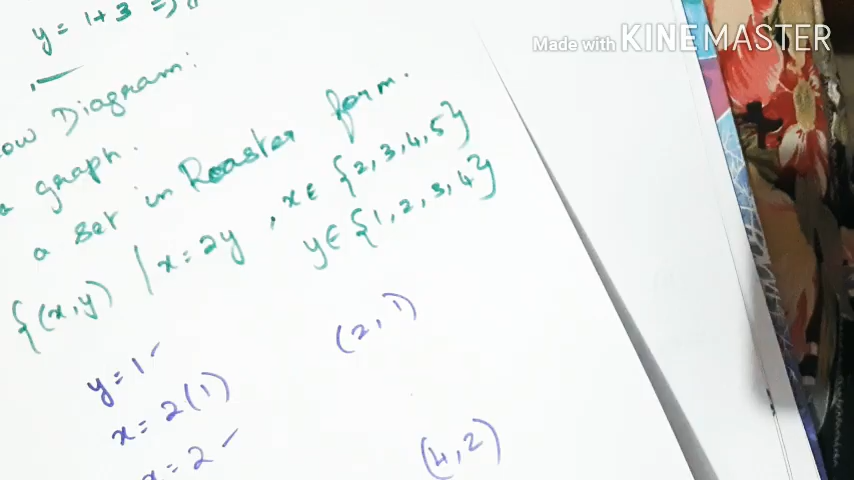 Made with KINEMASTER
y = 1 + 3 =>
Diagram:
a graph.
a set in Roaster form.
{(x,y) / x = 2y , x ∈ {2,3,4,5}
y ∈ {1,2,3,4}
y = 1 ✓
(2,1)
x = 2(1)
x = 2 ✓
(4,2)